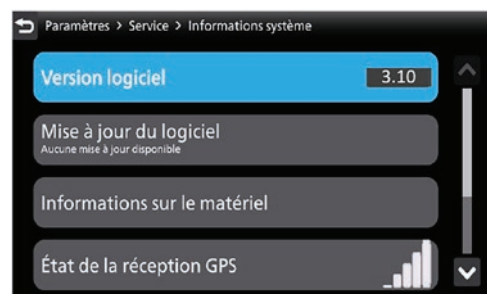 Paramètres > Service > Informations système
Version logiciel 3.10
Mise à jour du logiciel
Aucune mise à jour disponible
Informations sur le matériel
État de la réception GPS